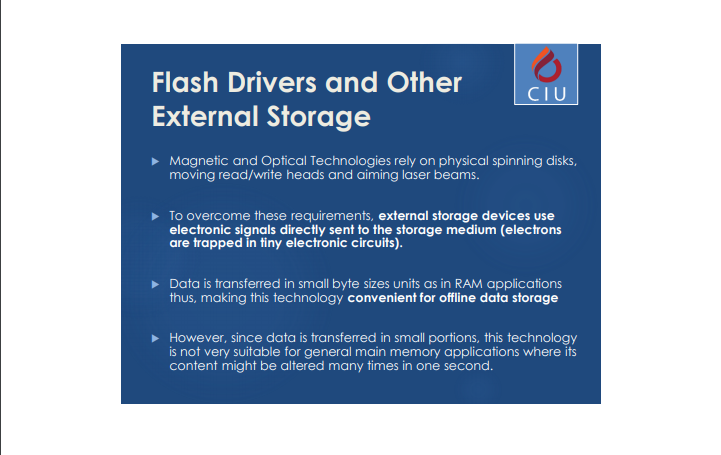 Flash Drivers and Other
External Storage
CIU
Magnetic and Optical Technologies rely on physical spinning disks,
moving read/write heads and aiming laser beams.
To overcome these requirements, external storage devices use
electronic signals directly sent to the storage medium (electrons
are trapped in tiny electronic circuits).
Data is transferred in small byte sizes units as in RAM applications
thus, making this technology convenient for offline data storage
However, since data is transferred in small portions, this technology
is not very suitable for general main memory applications where its
content might be altered many times in one second.